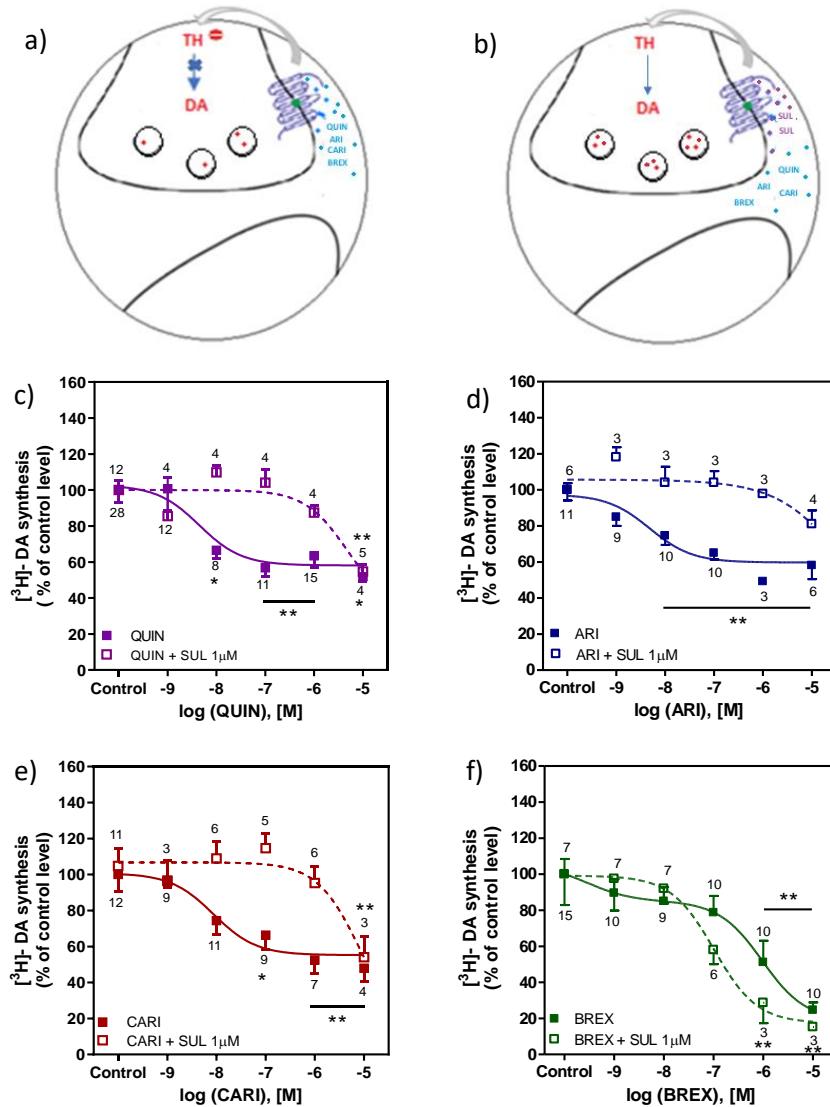 a)
TH
DA
QUIN
ARI
CARI
BREX
b)
TH
DA
SUL
SUL
QUIN
ARI
CARI
BREX
c)
[³H]- DA synthesis
( % of control level)
160
140
120
100
80
60
40
20
0
12
4
4
4
4
**
5
28
12
8
*
11
15
4
*
**
QUIN
QUIN + SUL 1µM
Control -9 -8 -7 -6 -5
log (QUIN), [M]
d)
[³H]- DA synthesis
(% of control level)
160
140
120
100
80
60
40
20
0
6
3
3
3
3
4
11
9
10
10
3
6
**
ARI
ARI + SUL 1µM
Control -9 -8 -7 -6 -5
log (ARI), [M]
e)
[³H]- DA synthesis
(% of control level)
160
140
120
100
80
60
40
20
0
11
3
6
5
6
**
3
12
9
11
9
*
7
4
**
CARI
CARI + SUL 1µM
Control -9 -8 -7 -6 -5
log (CARI), [M]
f)
[³H]- DA synthesis
(% of control level)
160
140
120
100
80
60
40
20
0
7
7
7
10
**
10
10
15
10
9
6
3
**
3
**
BREX
BREX + SUL 1µM
Control -9 -8 -7 -6 -5
log (BREX), [M]